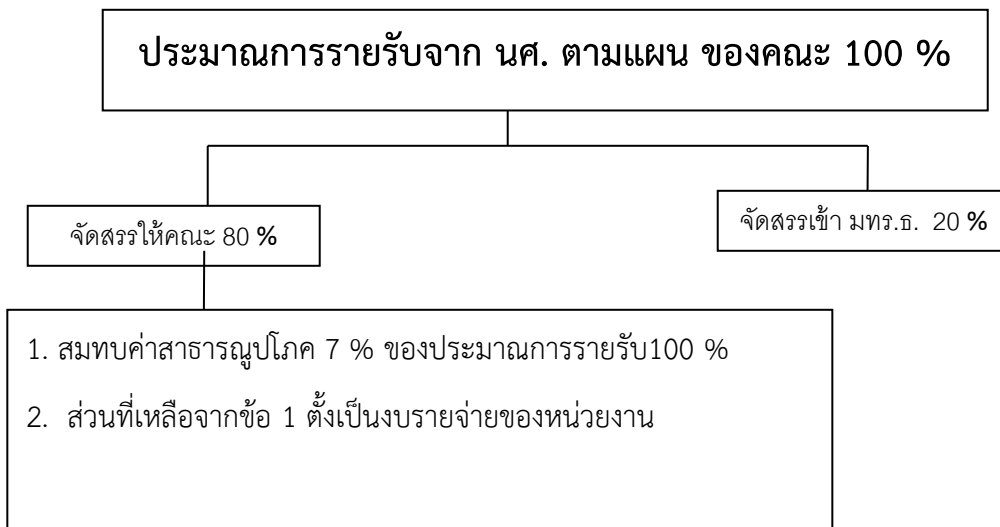 ประมาณการรายรับจาก นศ. ตามแผน ของคณะ 100 %
จัดสรรให้คณะ 80 %
จัดสรรเข้า มทร.ธ. 20 %
1. สมทบค่าสาธารณูปโภค 7 % ของประมาณการรายรับ100 %
2. ส่วนที่เหลือจากข้อ 1 ตั้งเป็นงบรายจ่ายของหน่วยงาน